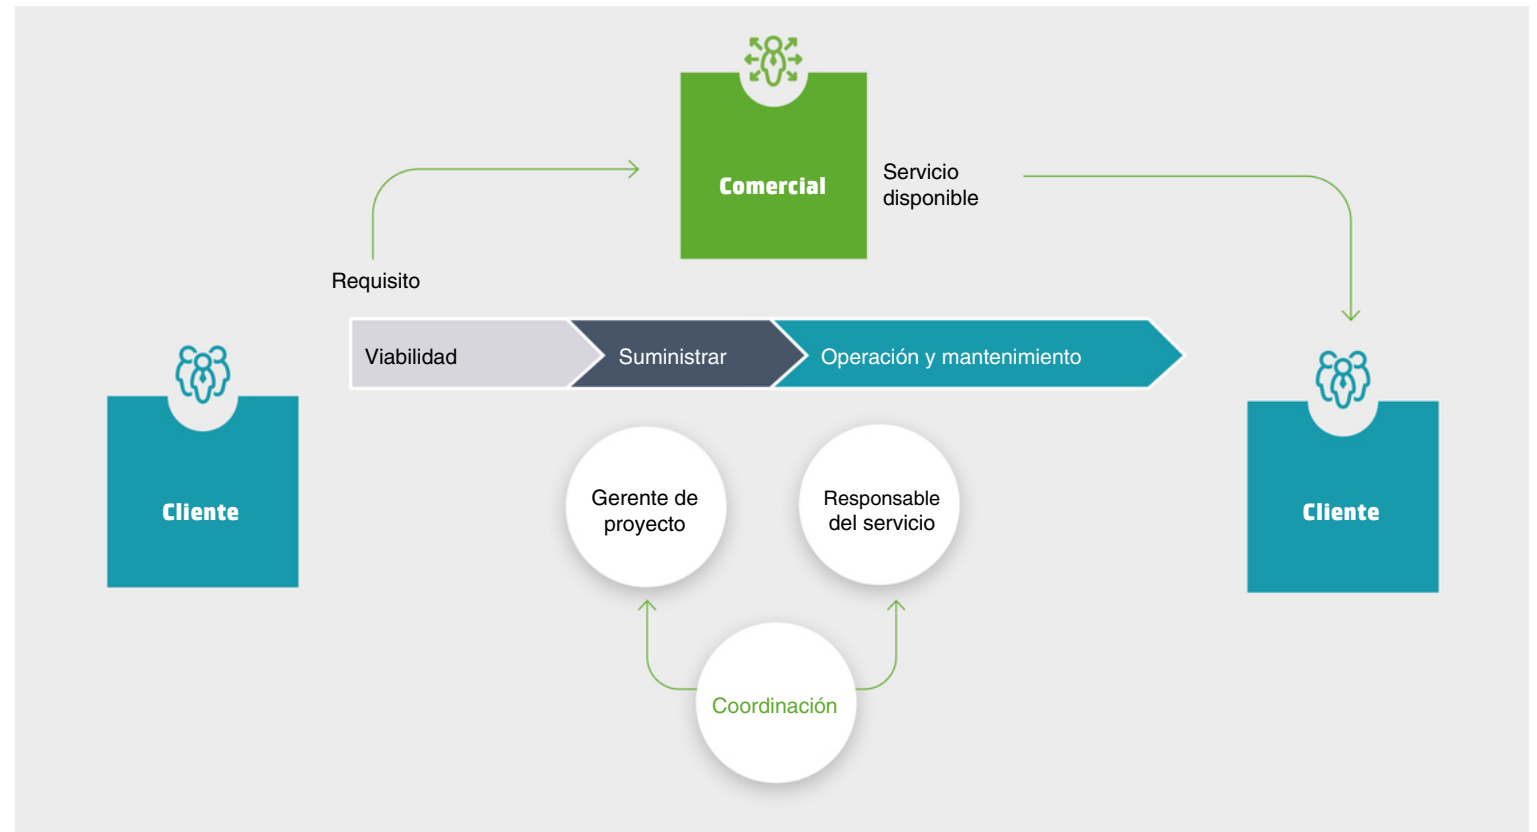 Comercial
Servicio
disponible
Requisito
Viabilidad
Suministrar
Operación y mantenimiento
Cliente
Gerente de
proyecto
Responsable
del servicio
Cliente
Coordinación